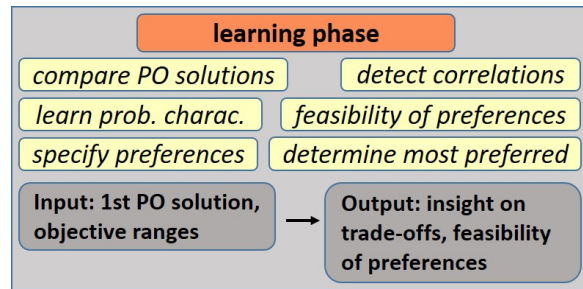 learning phase
compare PO solutions
detect correlations
learn prob. charac.
feasibility of preferences
specify preferences
determine most preferred
Input: 1st PO solution,
objective ranges
Output: insight on
trade-offs, feasibility
of preferences